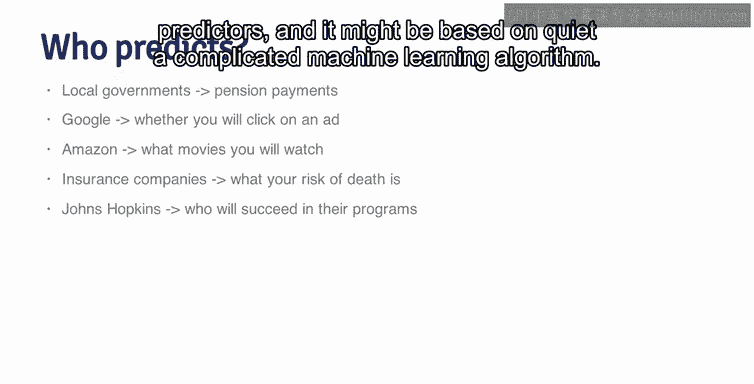 predictors, and it might be based on quiet
a complicated machine learning algorithm.
Who predicts?
· Local governments -> pension payments
· Google -> whether you will click on an ad
· Amazon -> what movies you will watch
· Insurance companies -> what your risk of death is
· Johns Hopkins -> who will succeed in their programs